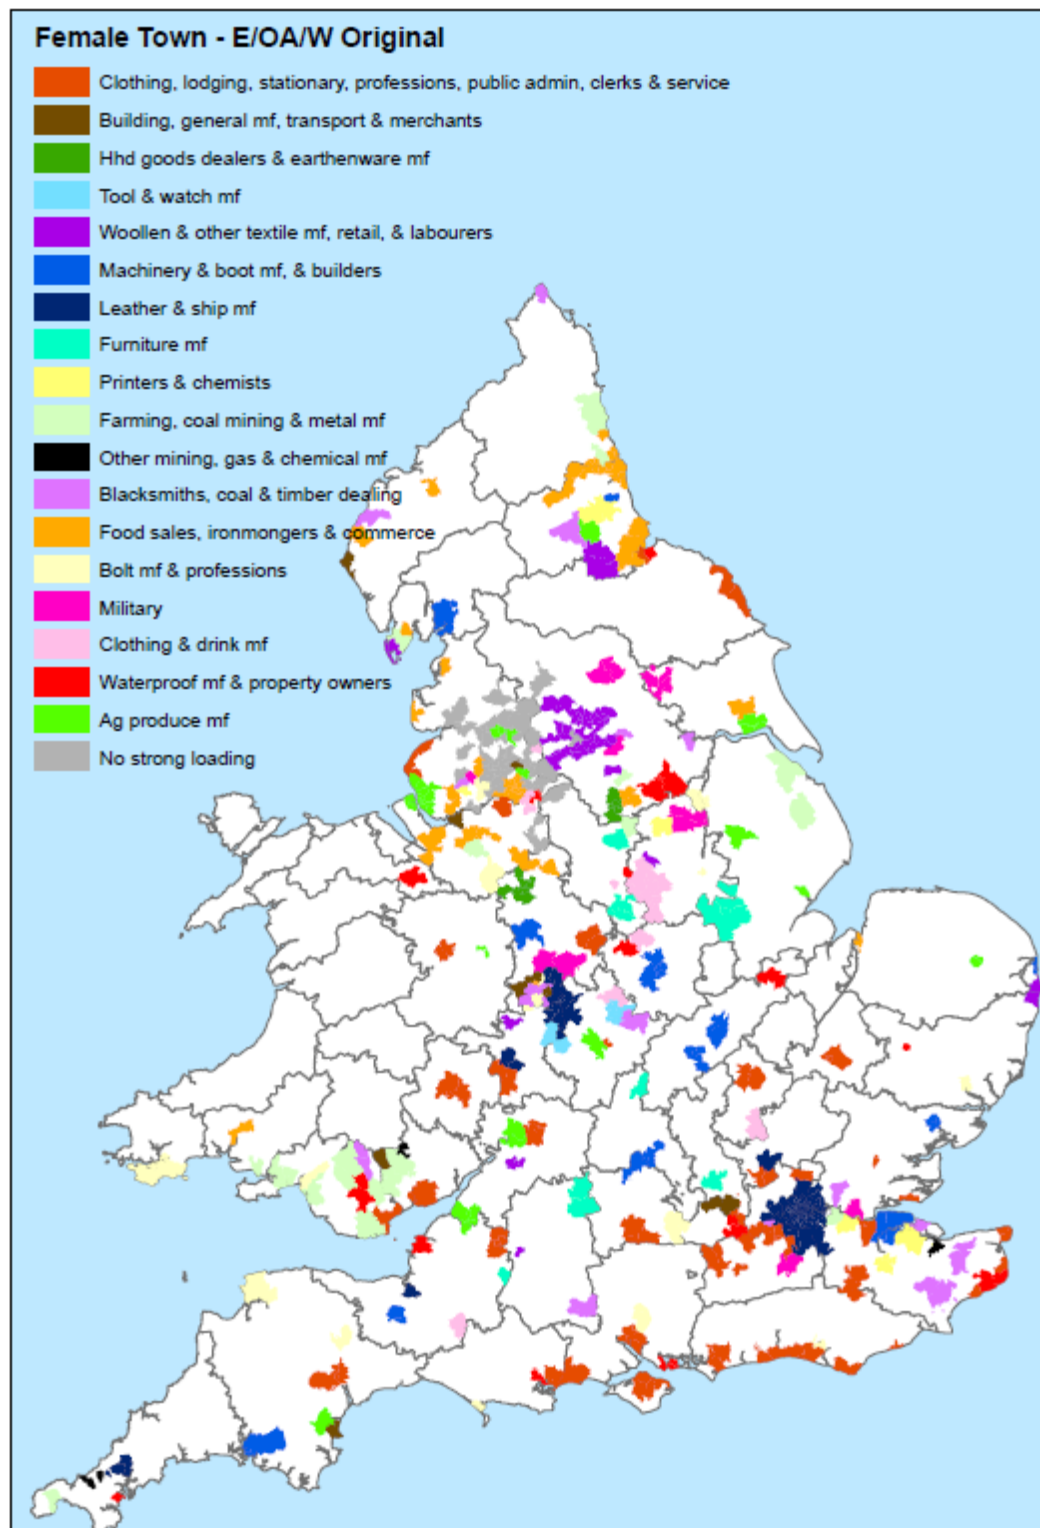 Female Town - E/OA/W Original
Clothing, lodging, stationary, professions, public admin, clerks & service
Building, general mf, transport & merchants
Hhd goods dealers & earthenware mf
Tool & watch mf
Woollen & other textile mf, retail, & labourers
Machinery & boot mf, & builders
Leather & ship mf
Furniture mf
Printers & chemists
Farming, coal mining & metal mf
Other mining, gas & chemical mf
Blacksmiths, coal & timber dealing
Food sales, ironmongers & commerce
Bolt mf & professions
Military
Clothing & drink mf
Waterproof mf & property owners
Ag produce mf
No strong loading